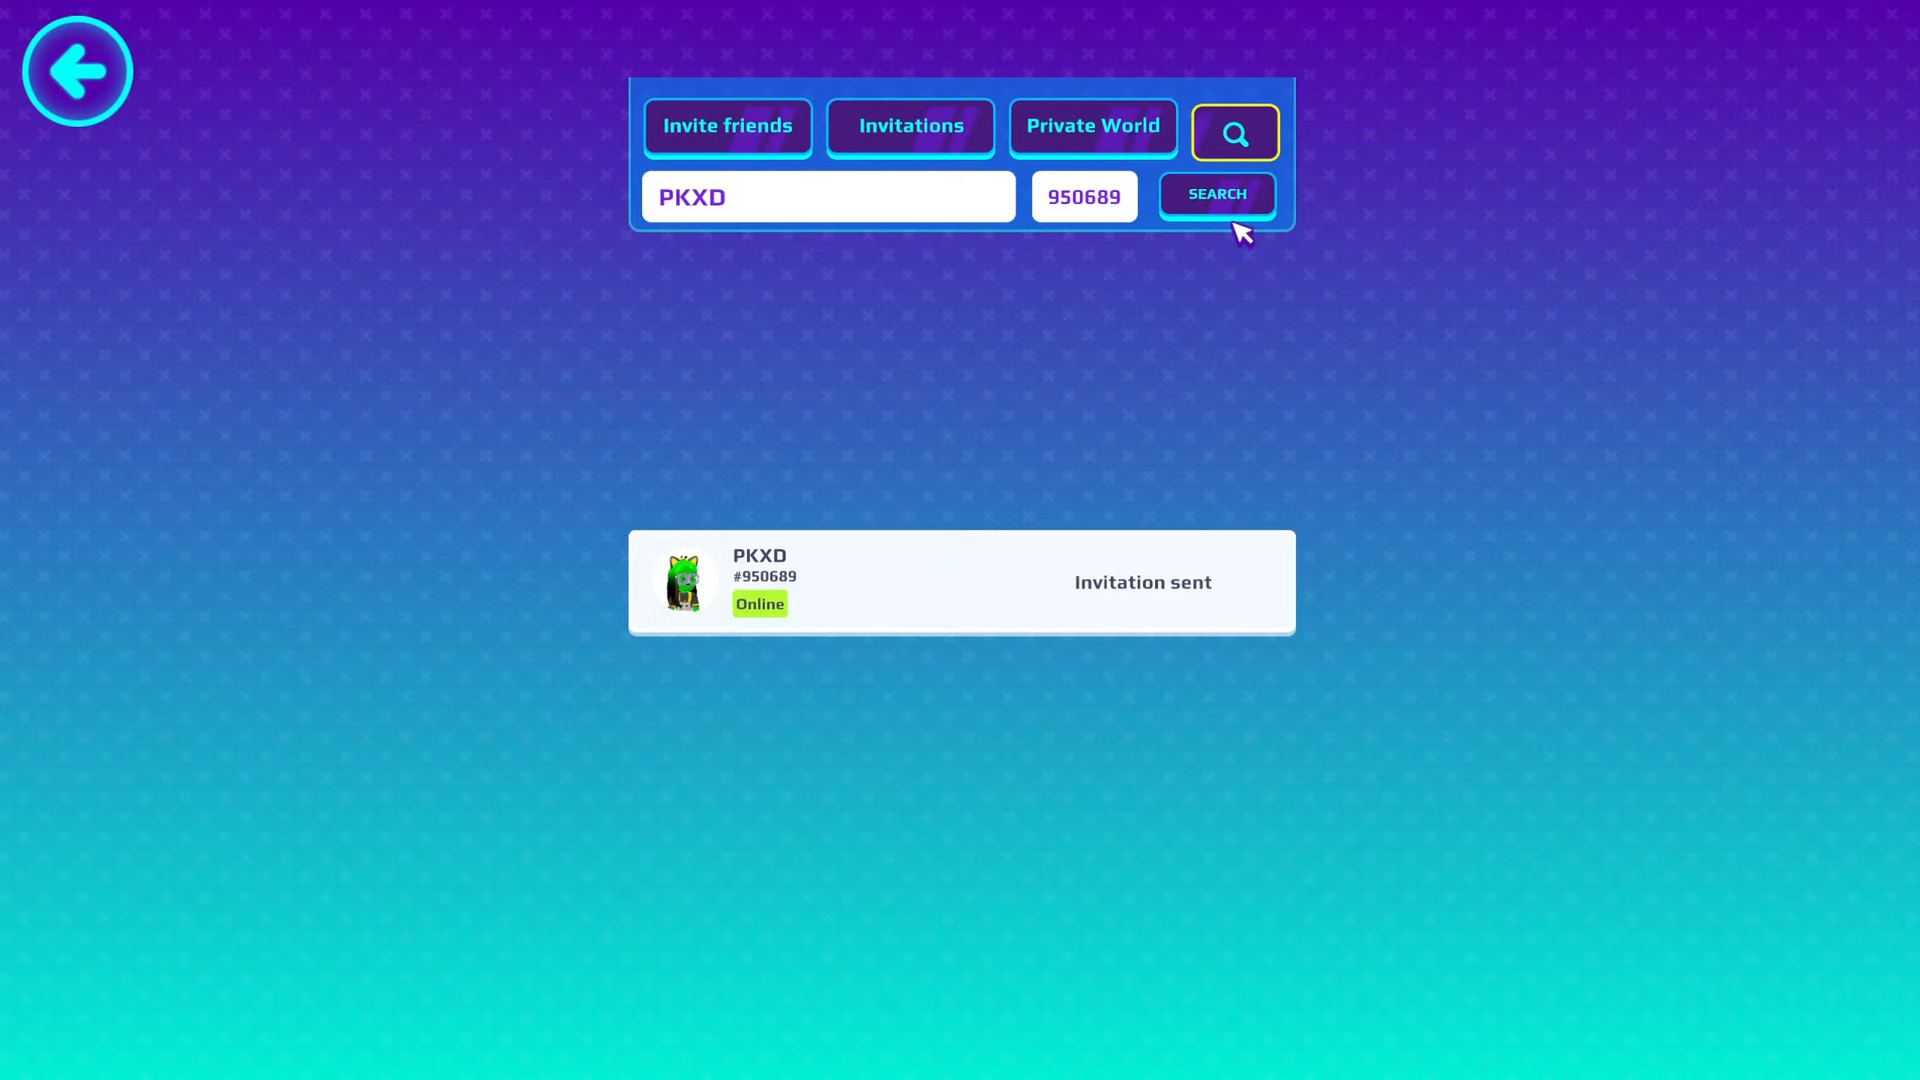 Invite friends
Invitations
Private World
PKXD
950689
SEARCH
PKXD
#950689
Online
Invitation sent